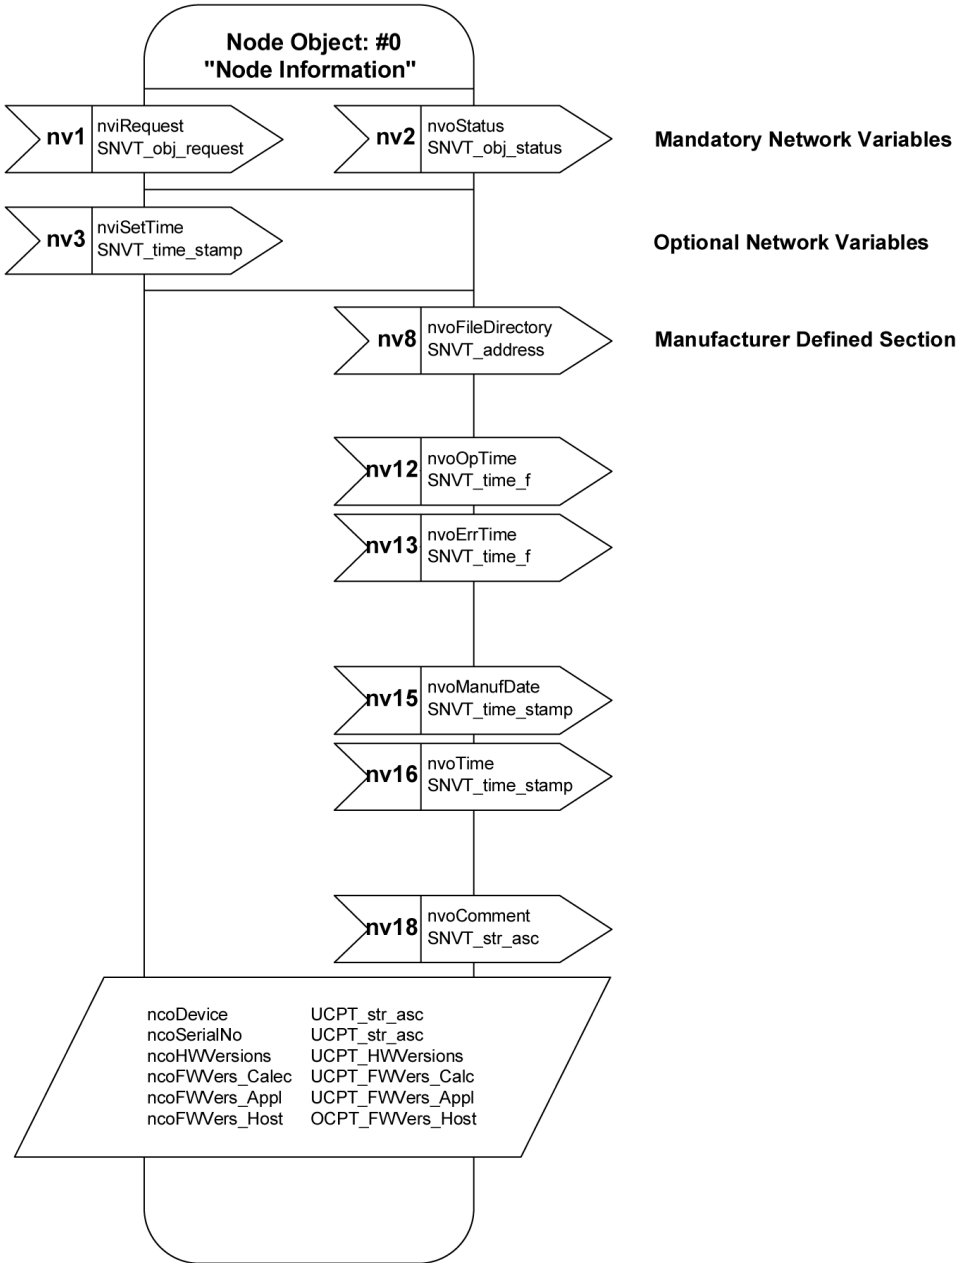 Node Object: #0
"Node Information"
nv1
nviRequest
SNVT_obj_request
nv2
nvoStatus
SNVT_obj_status
Mandatory Network Variables
nv3
nviSetTime
SNVT_time_stamp
Optional Network Variables
nv8
nvoFileDirectory
SNVT_address
Manufacturer Defined Section
nv12
nvoOpTime
SNVT_time_f
nv13
nvoErrTime
SNVT_time_f
nv15
nvoManufDate
SNVT_time_stamp
nv16
nvoTime
SNVT_time_stamp
nv18
nvoComment
SNVT_str_asc
ncoDevice UCPT_str_asc
ncoSerialNo UCPT_str_asc
ncoHWVersions UCPT_HWVersions
ncoFWVers_Calec UCPT_FWVers_Calc
ncoFWVers_Appl UCPT_FWVers_Appl
ncoFWVers_Host OCPT_FWVers_Host